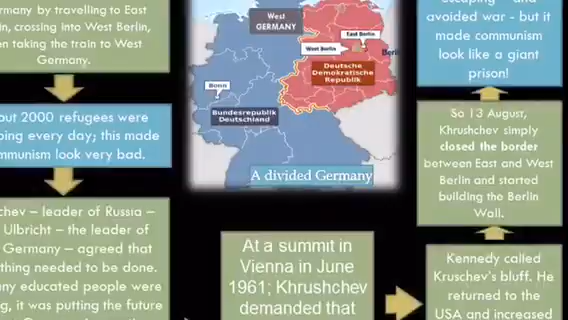 rmany by travelling to East
in, crossing into West Berlin,
en taking the train to West
Germany.
out 2000 refugees were
ping every day; this made
mmunism look very bad.
chev – leader of Russia –
Ulbricht – the leader of
Germany – agreed that
thing needed to be done.
any educated people were
g, it was putting the future
West
GERMANY
East Berlin
West Berlin
Berlin
Deutsche
Demokratische
Republik
Bonn
Bundesrepublik
Deutschland
A divided Germany
At a summit in
Vienna in June
1961; Khrushchev
demanded that
Kennedy called
Kruschev's bluff. He
returned to the
USA and increased
So 13 August,
Khrushchev simply
closed the border
between East and West
Berlin and started
building the Berlin
Wall.
escaping – and
avoided war - but it
made communism
look like a giant
prison!